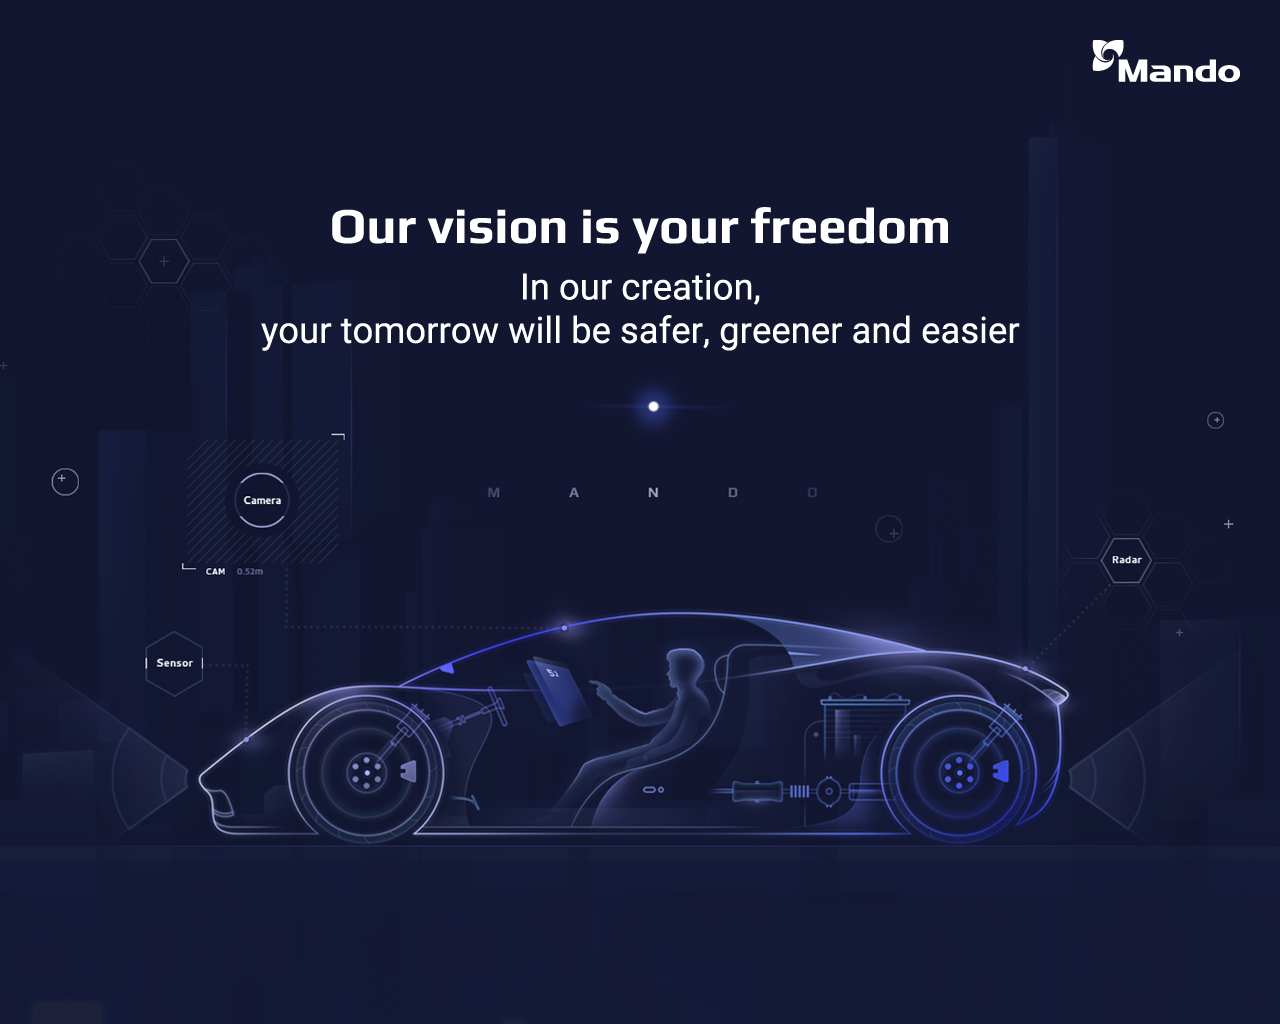 Mando
Our vision is your freedom
In our creation,
your tomorrow will be safer, greener and easier
M A N D O
Camera
CAM 0.52m
Radar
Sensor
52